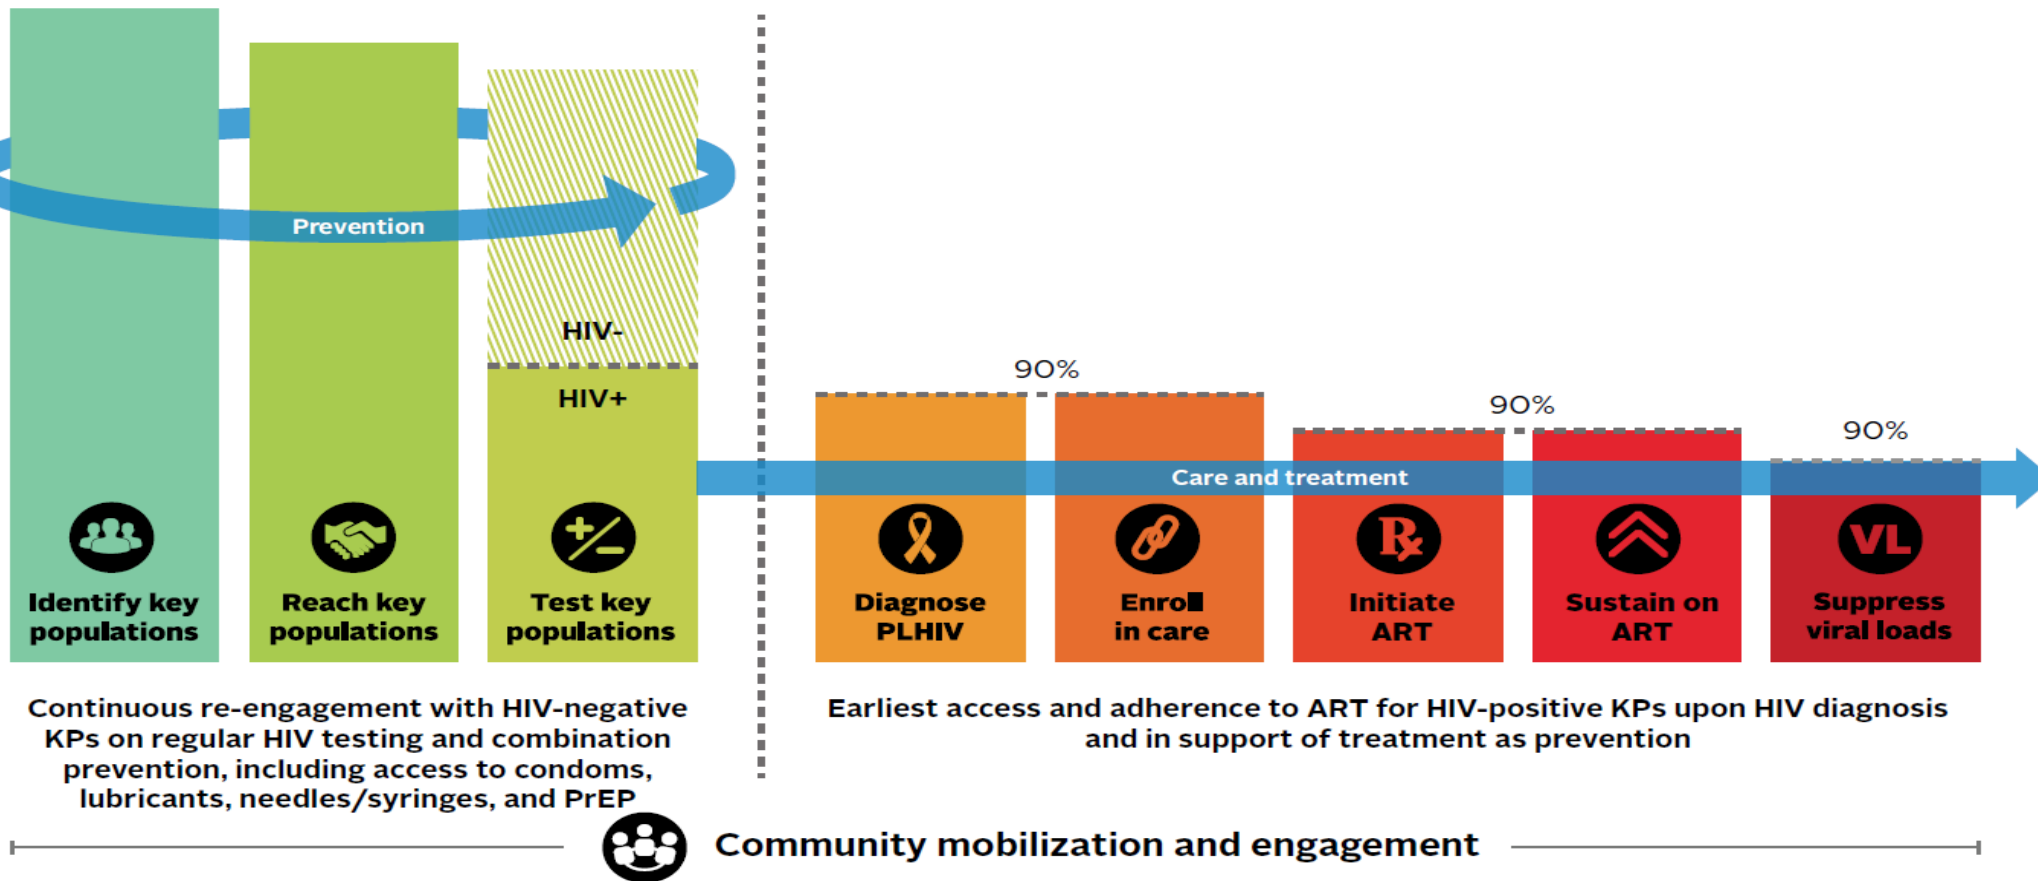 Prevention
HIV-
HIV+
Identify key
populations
Reach key
populations
Test key
populations
90%
90%
90%
Care and treatment
Diagnose
PLHIV
Enroll
in care
Rx
Initiate
ART
Sustain on
ART
VL
Suppress
viral loads
Continuous re-engagement with HIV-negative
KPs on regular HIV testing and combination
prevention, including access to condoms,
lubricants, needles/syringes, and PrEP
Earliest access and adherence to ART for HIV-positive KPs upon HIV diagnosis
and in support of treatment as prevention
Community mobilization and engagement